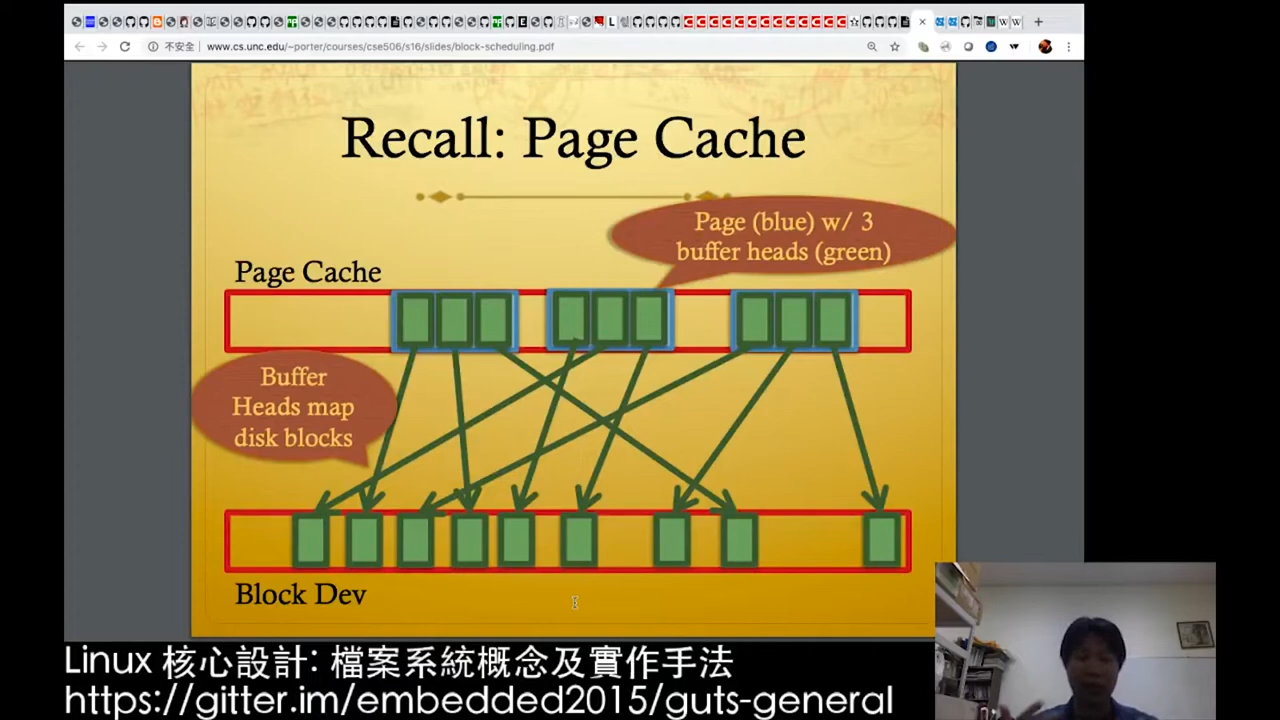 不安全
www.cs.unc.edu/~porter/courses/cse506/s16/slides/block-scheduling.pdf
Recall: Page Cache
Page (blue) w/ 3
buffer heads (green)
Page Cache
Buffer
Heads map
disk blocks
Block Dev
Linux 核心設計: 檔案系統概念及實作手法
https://gitter.im/embedded2015/guts-general